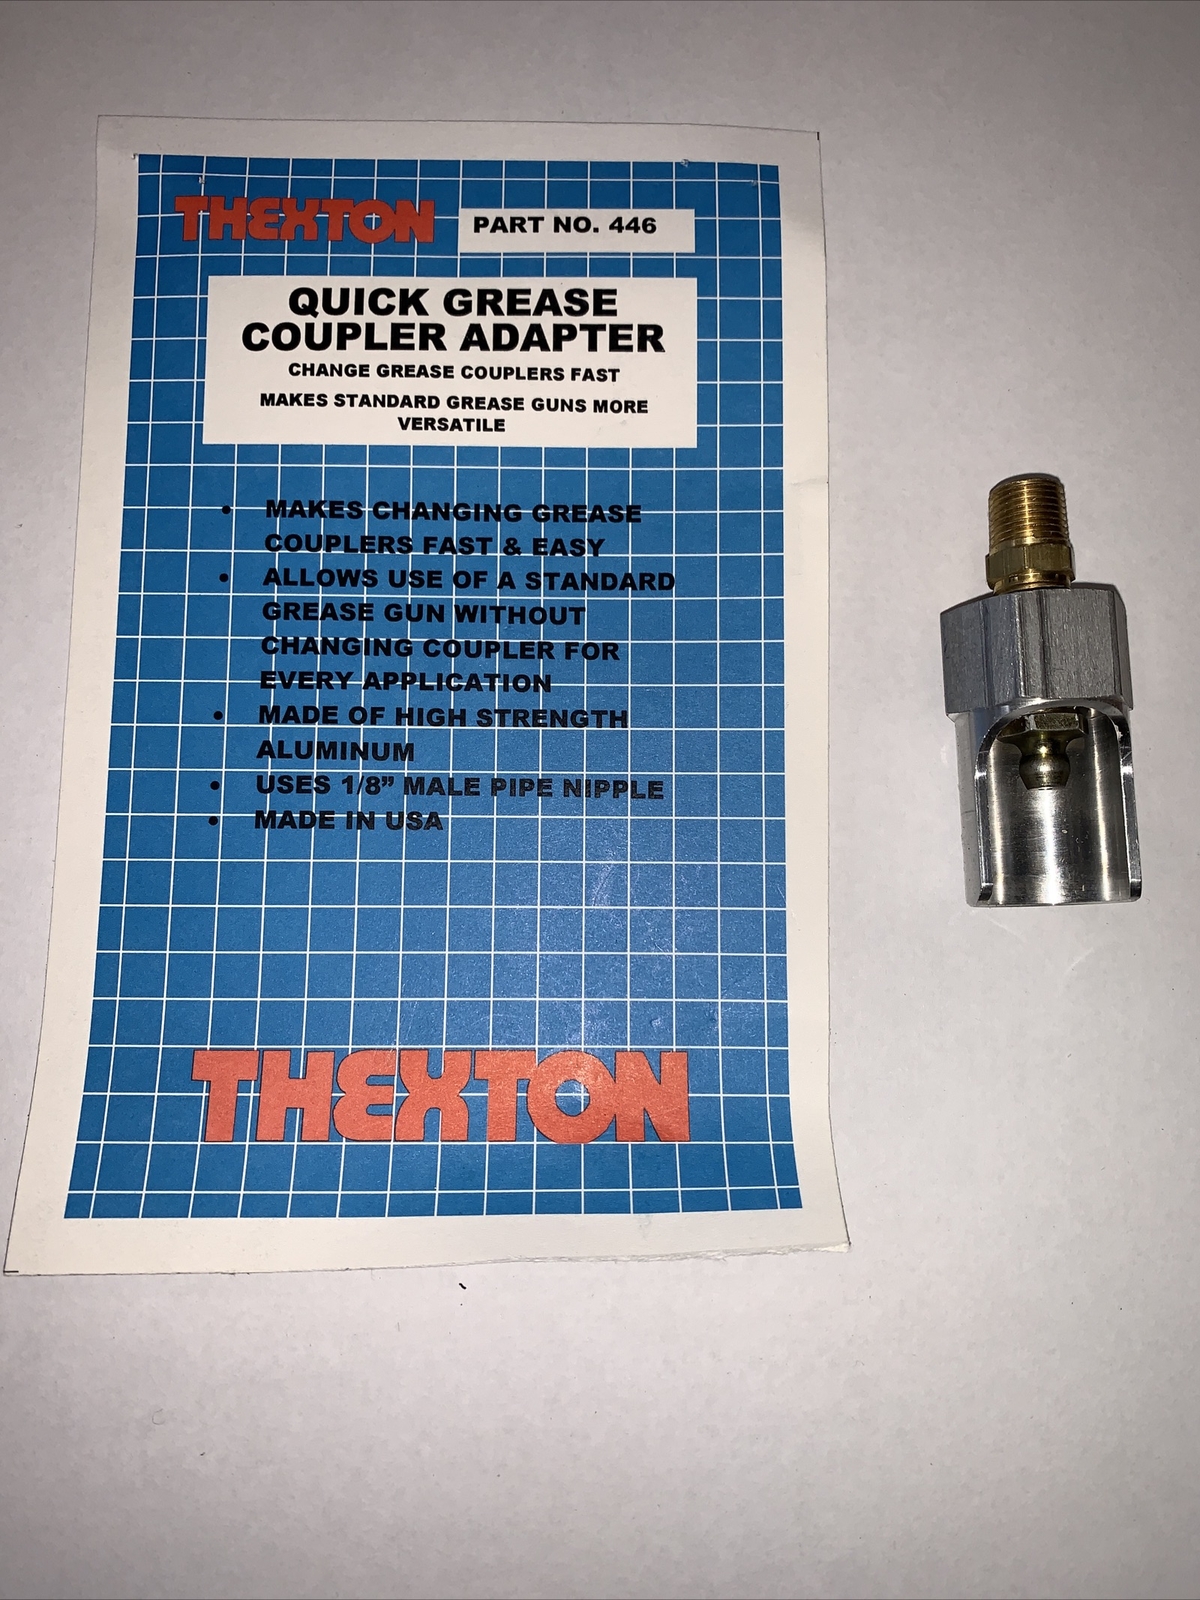 THEXTON
PART NO. 446
QUICK GREASE
COUPLER ADAPTER
CHANGE GREASE COUPLERS FAST
MAKES STANDARD GREASE GUNS MORE
VERSATILE
• MAKES CHANGING GREASE
COUPLERS FAST & EASY
• ALLOWS USE OF A STANDARD
GREASE GUN WITHOUT
CHANGING COUPLER FOR
EVERY APPLICATION
• MADE OF HIGH STRENGTH
ALUMINUM
• USES 1/8” MALE PIPE NIPPLE
• MADE IN USA
THEXTON